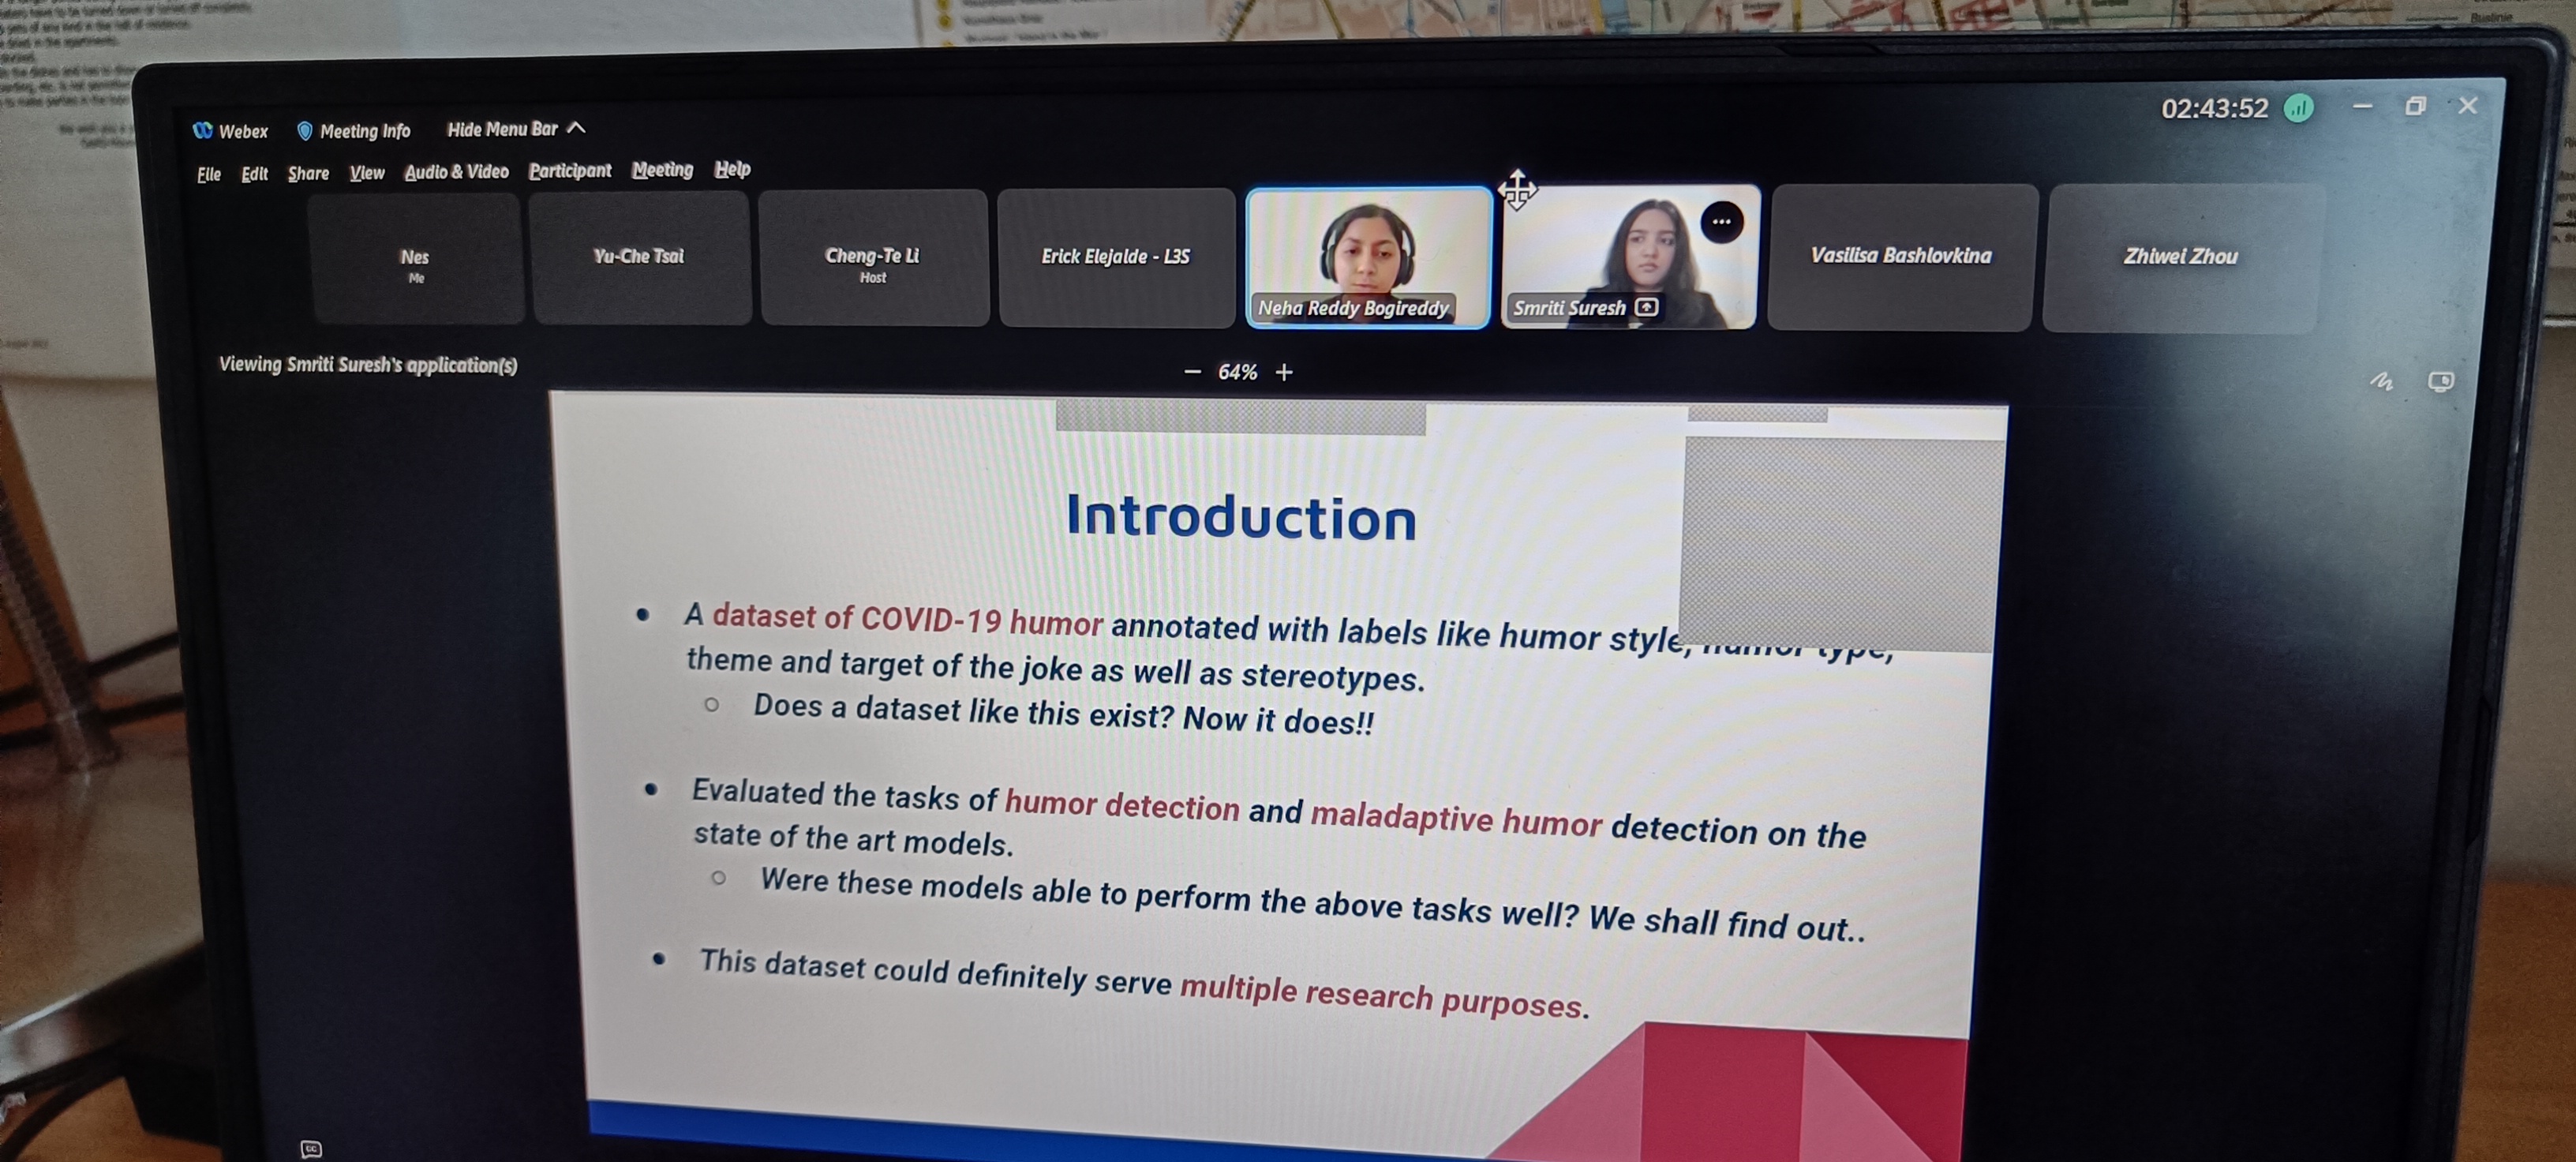 Buslinie
02:43:52
Webex Meeting Info Hide Menu Bar
File Edit Share View Audio & Video Participant Meeting Help
Nes
Me
Yu-Che Tsai
Cheng-Te Li
Host
Erick Elejalde - L3S
Neha Reddy Bogireddy
Smriti Suresh
Vasilisa Bashlovkina
Zhiwei Zhou
Viewing Smriti Suresh's application(s)
− 64% +
Introduction
• A dataset of COVID-19 humor annotated with labels like humor style, humor type,
theme and target of the joke as well as stereotypes.
○ Does a dataset like this exist? Now it does!!
• Evaluated the tasks of humor detection and maladaptive humor detection on the
state of the art models.
○ Were these models able to perform the above tasks well? We shall find out..
• This dataset could definitely serve multiple research purposes.
CC